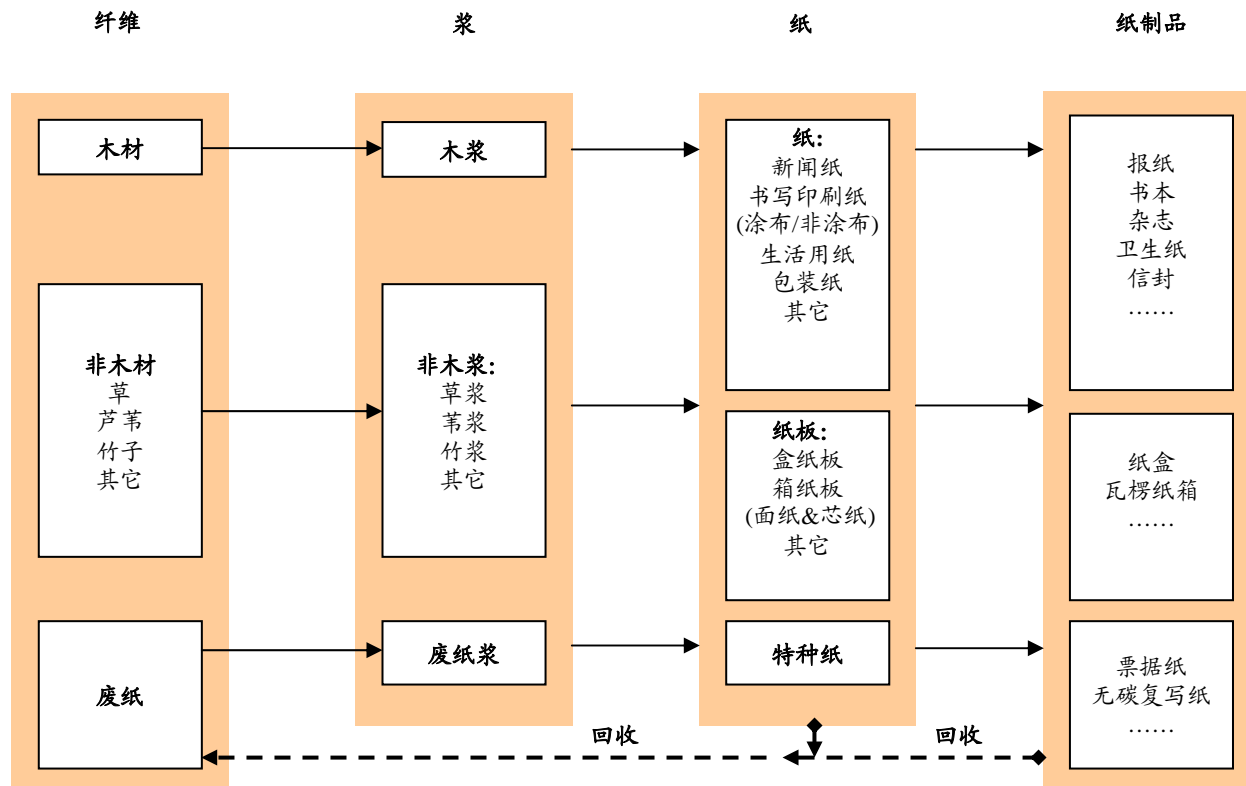 纤维
浆
纸
纸制品
木材
非木材
草
芦苇
竹子
其它
废纸
木浆
非木浆:
草浆
苇浆
竹浆
其它
废纸浆
纸:
新闻纸
书写印刷纸
(涂布/非涂布)
生活用纸
包装纸
其它
纸板:
盒纸板
箱纸板
(面纸&芯纸)
其它
特种纸
报纸
书本
杂志
卫生纸
信封
……
纸盒
瓦楞纸箱
……
票据纸
无碳复写纸
……
回收
回收